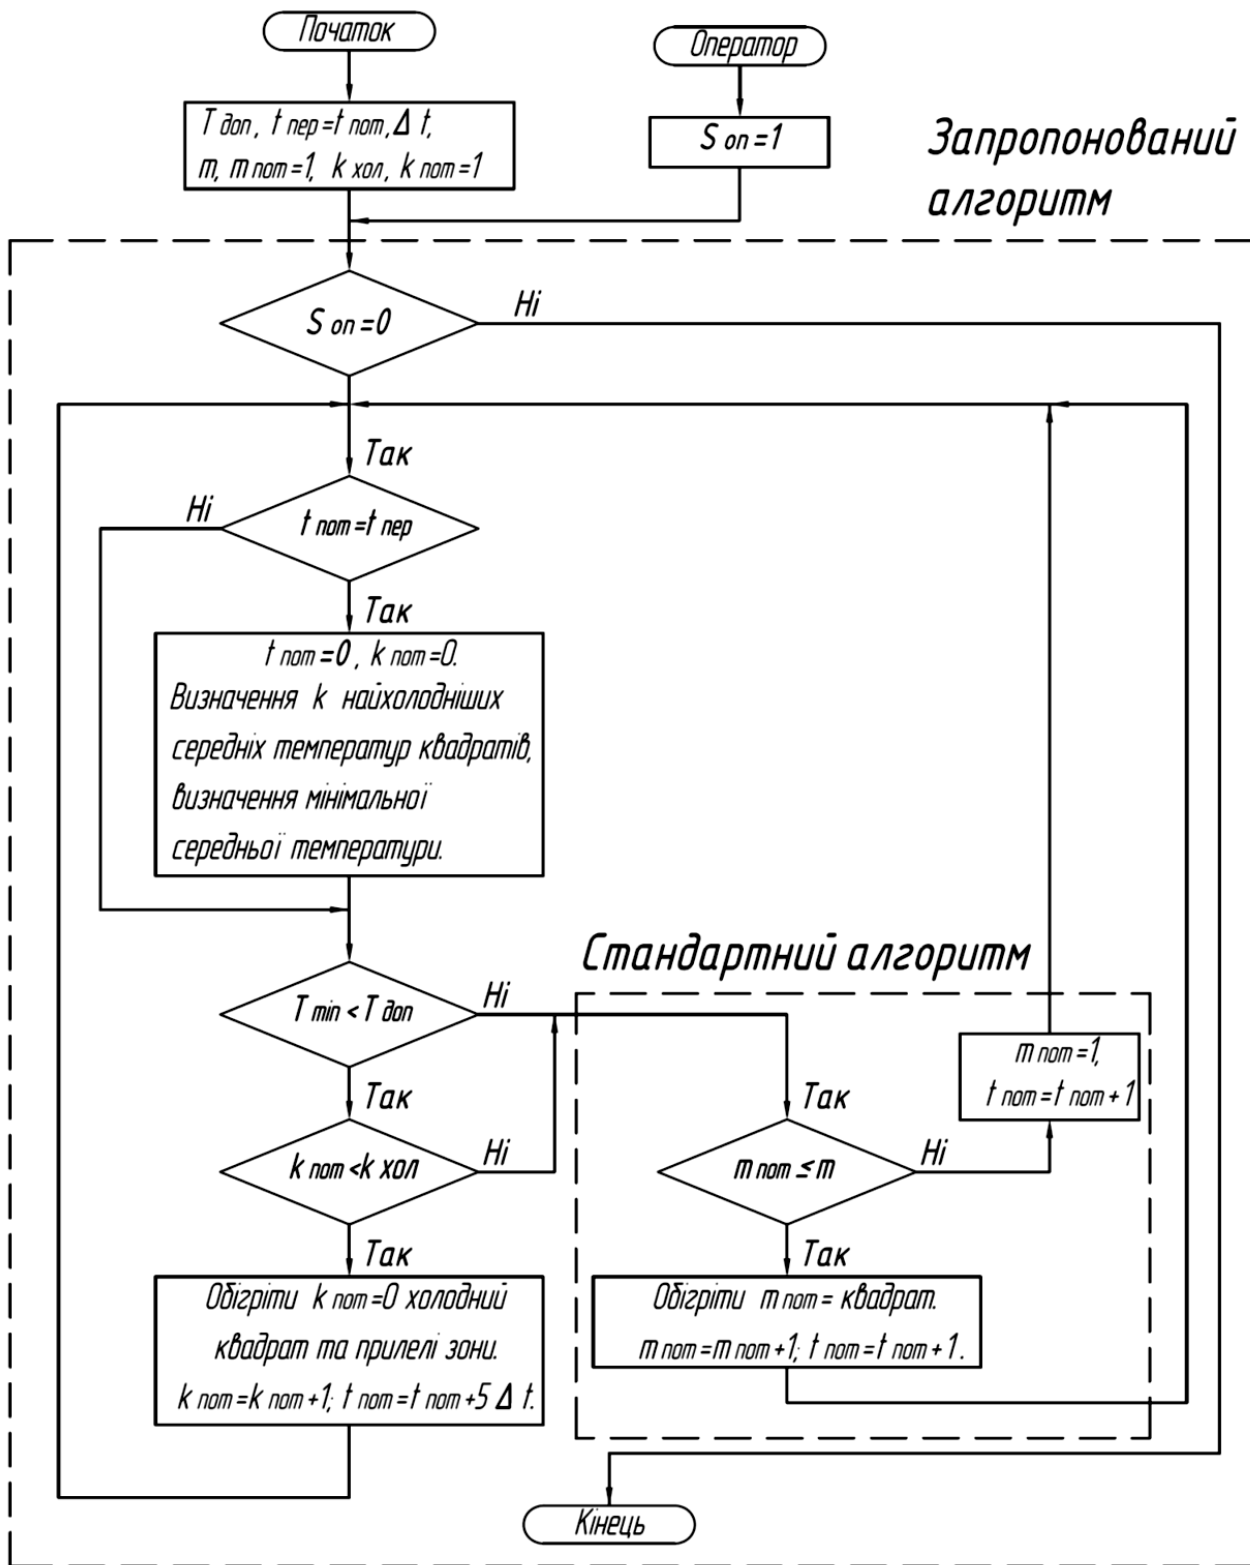 Початок
Оператор
T доп, t пер=t пот, Δ t,
m, m пот=1, k хол, k пот=1
S оп=1
Запропонований
алгоритм
S оп=0
Ні
Так
t пот=t пер
Ні
Так
t пот=0, k пот=0.
Визначення k найхолодніших
середніх температур квадратів,
визначення мінімальної
середньої температури.
Стандартний алгоритм
T min < T доп
Ні
Так
k пот<k хол
Ні
Так
Обігріти k пот=0 холодний
квадрат та прилелі зони.
k пот=k пот+1; t пот=t пот+5 Δ t.
Так
m пот ≤ m
Ні
m пот=1,
t пот=t пот+1
Так
Обігріти m пот= квадрат.
m пот=m пот+1; t пот=t пот+1.
Кінець